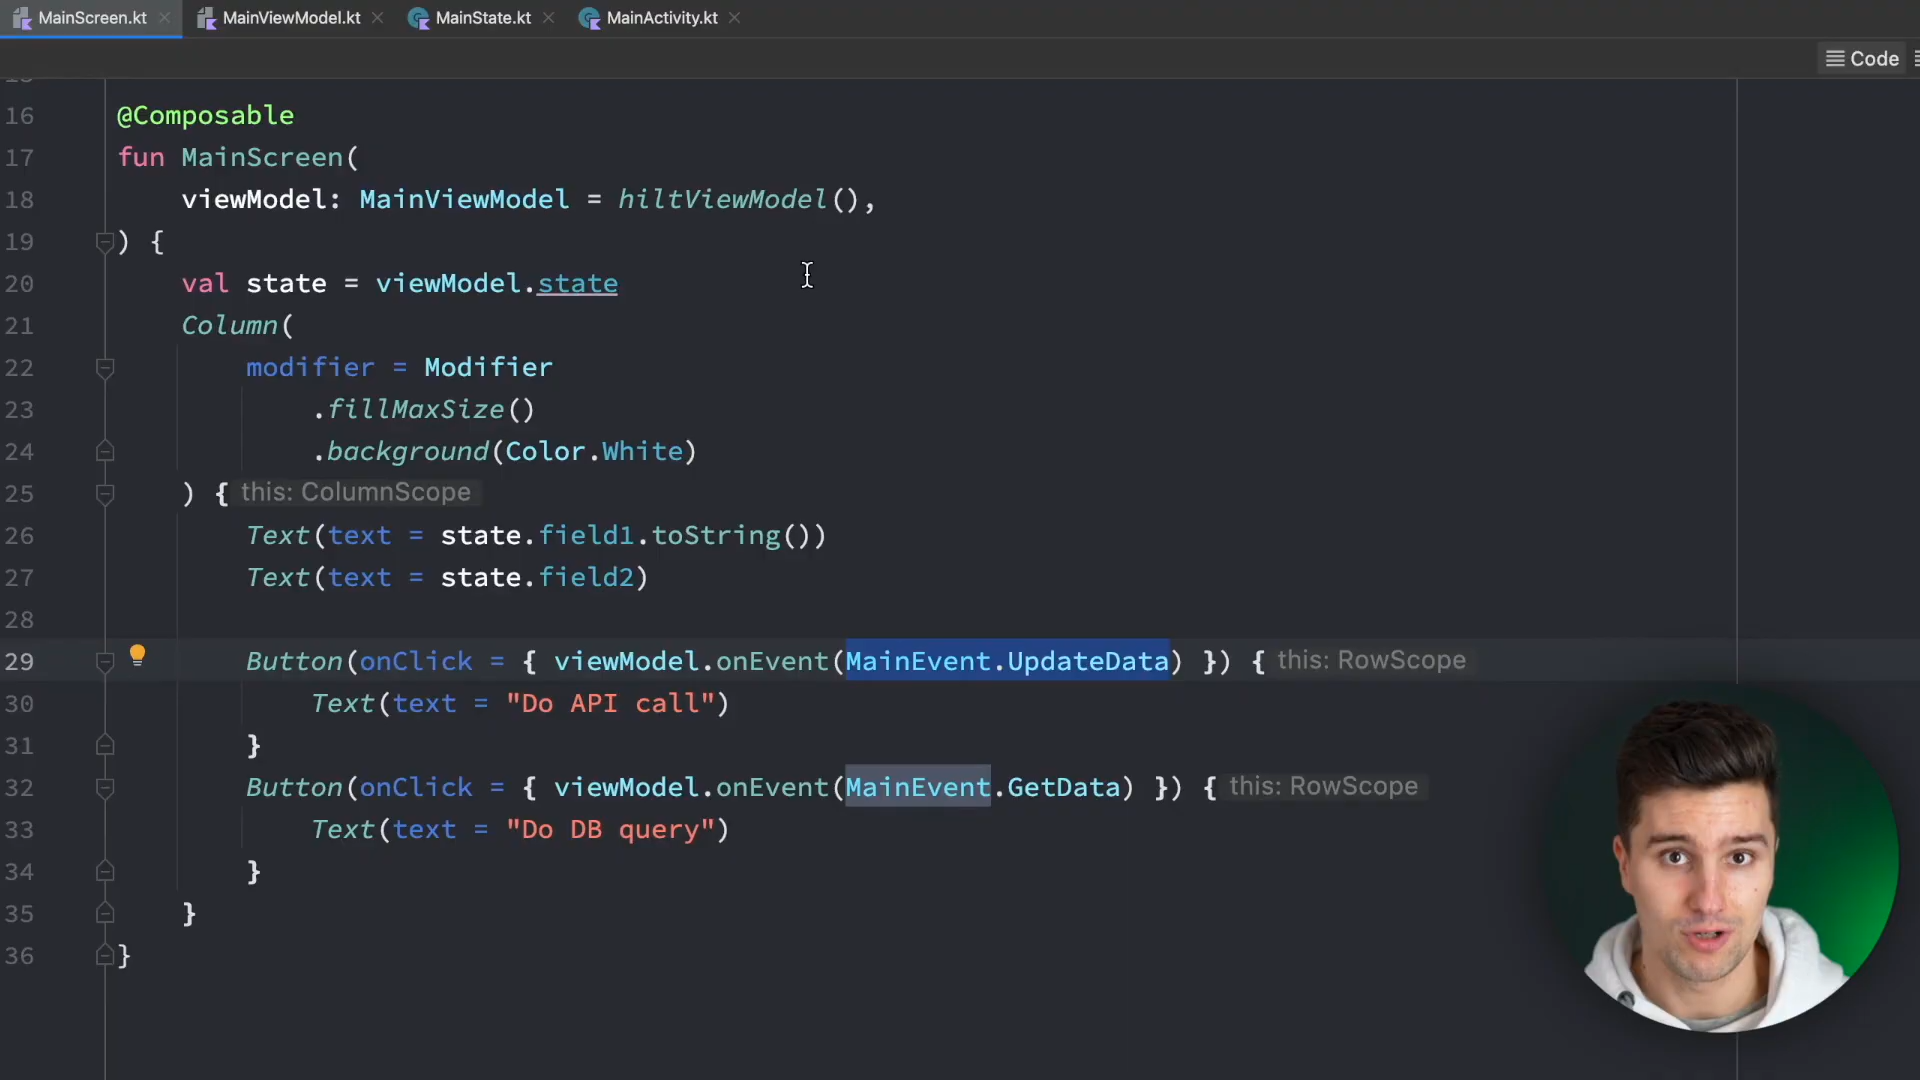 MainScreen.kt MainViewModel.kt MainState.kt MainActivity.kt
Code
16 @Composable
17 fun MainScreen(
18 viewModel: MainViewModel = hiltViewModel(),
19 ) {
20 val state = viewModel.state
21 Column(
22 modifier = Modifier
23 .fillMaxSize()
24 .background(Color.White)
25 ) { this: ColumnScope
26 Text(text = state.field1.toString())
27 Text(text = state.field2)
28
29 Button(onClick = { viewModel.onEvent(MainEvent.UpdateData) }) { this: RowScope
30 Text(text = "Do API call")
31 }
32 Button(onClick = { viewModel.onEvent(MainEvent.GetData) }) { this: RowScope
33 Text(text = "Do DB query")
34 }
35 }
36 }